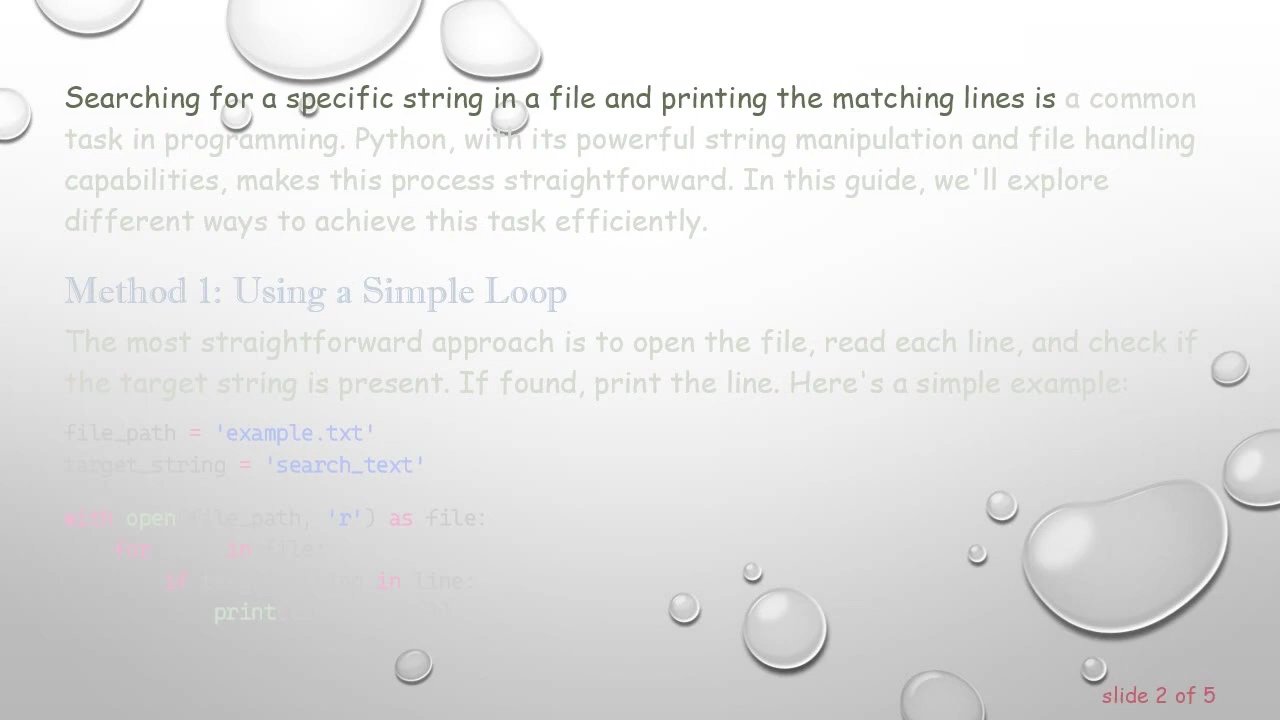 Searching for a specific string in a file and printing the matching lines is a common
task in programming. Python, with its powerful string manipulation and file handling
capabilities, makes this process straightforward. In this guide, we'll explore
different ways to achieve this task efficiently.
Method 1: Using a Simple Loop
The most straightforward approach is to open the file, read each line, and check if
the target string is present. If found, print the line. Here's a simple example:
file_path = 'example.txt'
target_string = 'search_text'
with open(file_path, 'r') as file:
for in file:
if in line:
print
slide 2 of 5